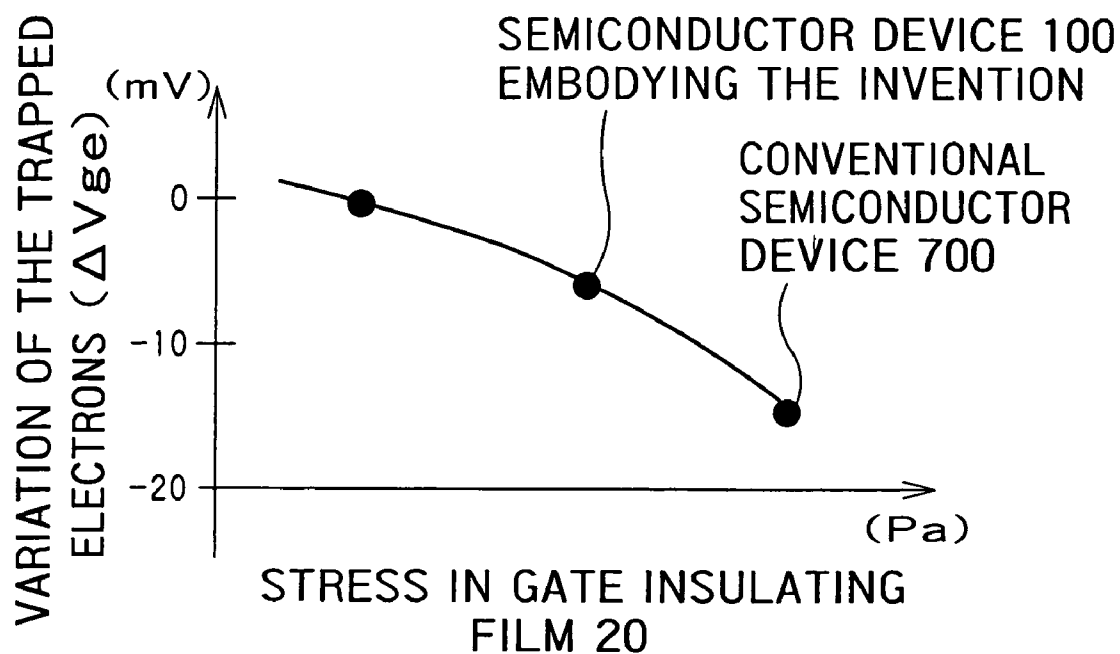 VARIATION OF THE TRAPPED
ELECTRONS (ΔVge)
(mV)
0
-10
-20
SEMICONDUCTOR DEVICE 100
EMBODYING THE INVENTION
CONVENTIONAL
SEMICONDUCTOR
DEVICE 700
(Pa)
STRESS IN GATE INSULATING
FILM 20